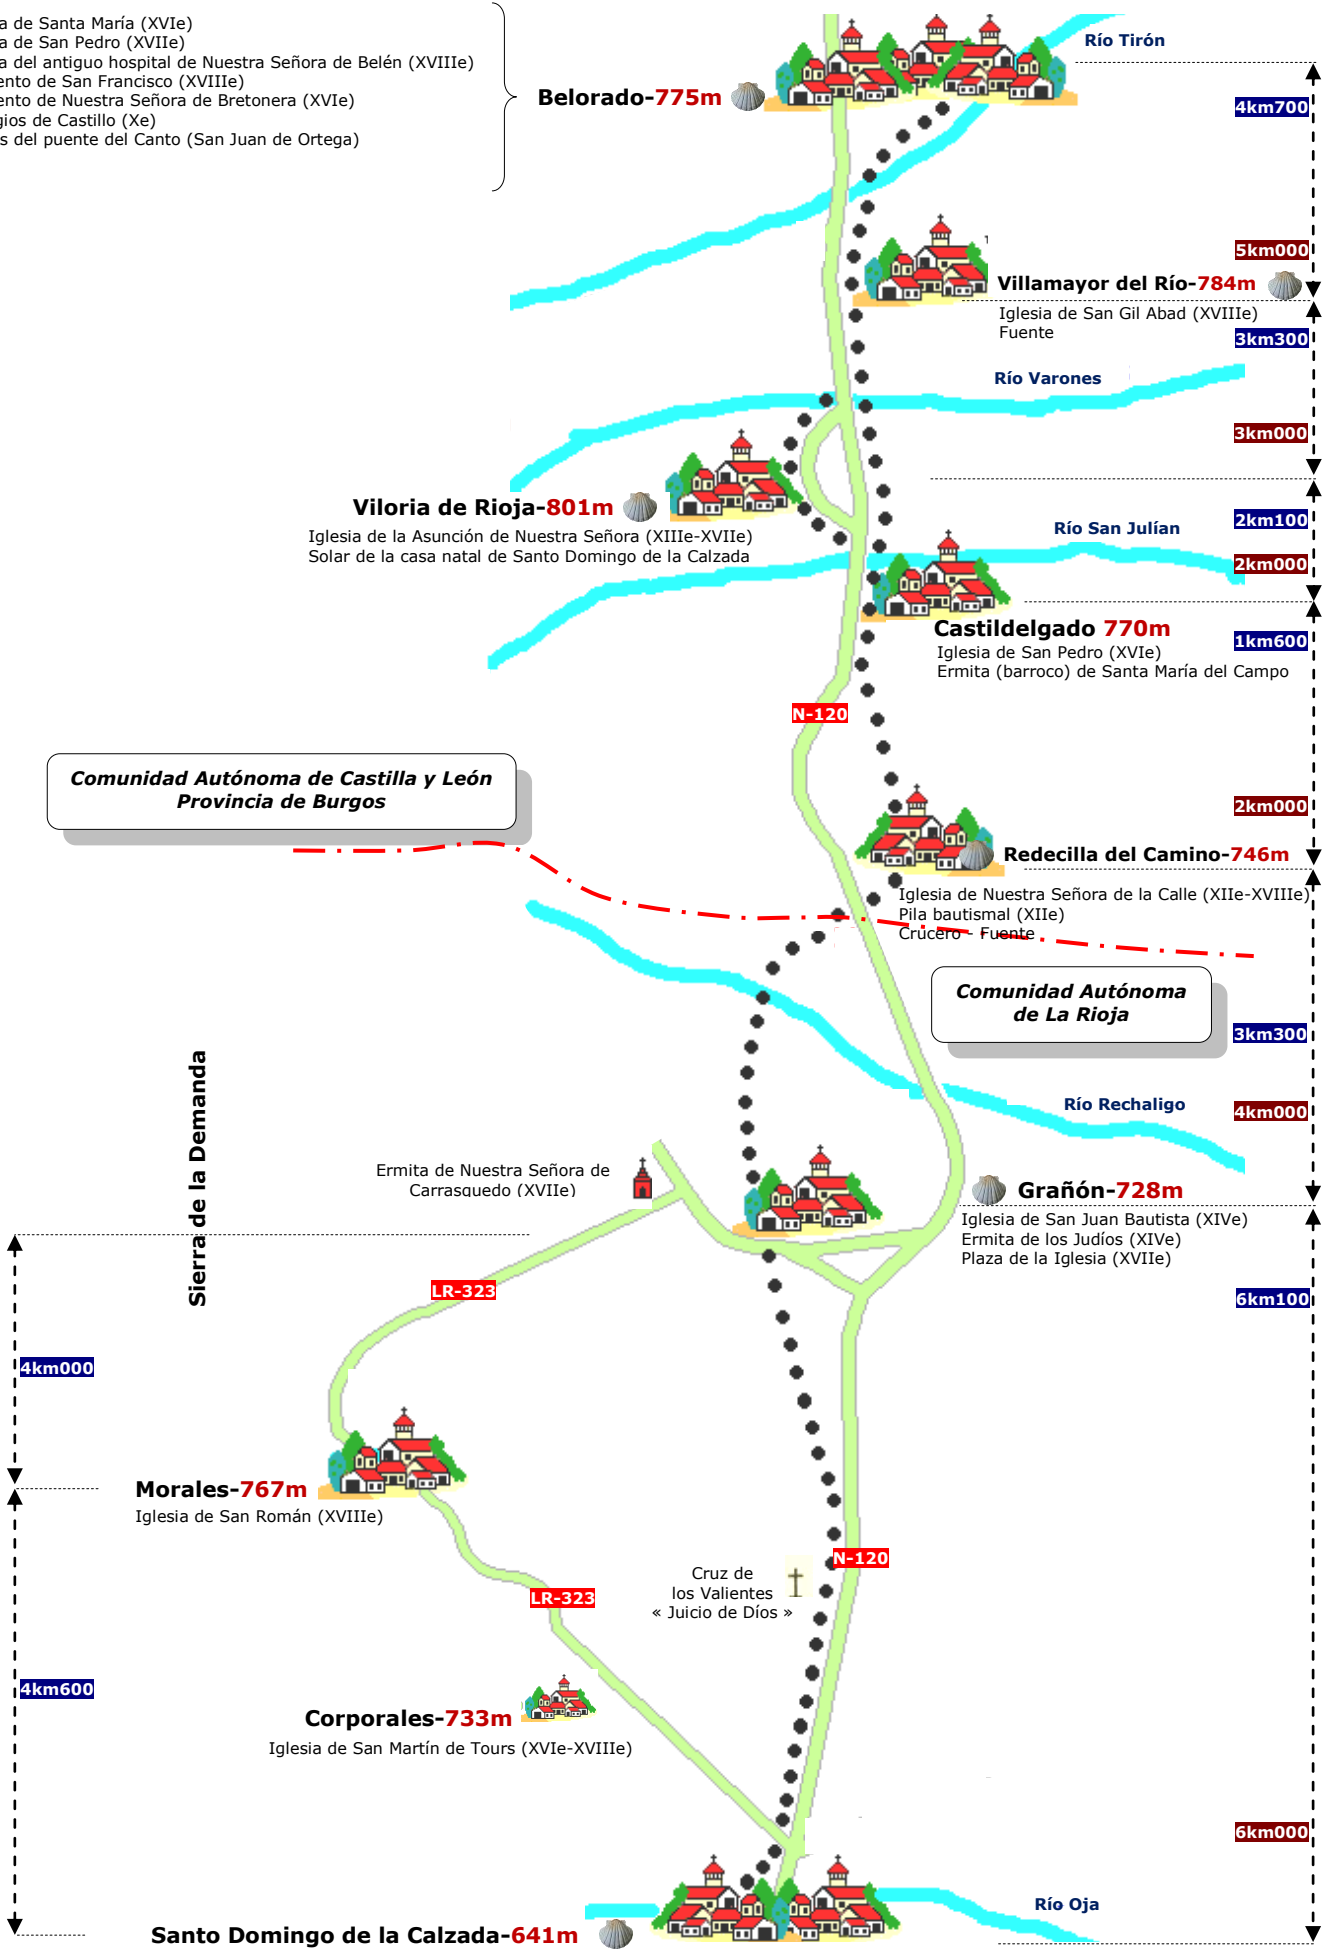 de Santa María (XVIe)
de San Pedro (XVIIe)
del antiguo hospital de Nuestra Señora de Belén (XVIIIe)
de San Francisco (XVIIIe)
de Nuestra Señora de Bretonera (XVIe)
de Castillo (Xe)
del puente del Canto (San Juan de Ortega)
Belorado-775m
Río Tirón
4km700
5km000
Villamayor del Río-784m
Iglesia de San Gil Abad (XVIIIe)
Fuente
3km300
Río Varones
3km000
Viloria de Rioja-801m
Iglesia de la Asunción de Nuestra Señora (XIIIe-XVIIe)
Solar de la casa natal de Santo Domingo de la Calzada
2km100
Río San Julían
2km000
Castildelgado 770m
Iglesia de San Pedro (XVIe)
Ermita (barroco) de Santa María del Campo
1km600
N-120
Comunidad Autónoma de Castilla y León
Provincia de Burgos
2km000
Redecilla del Camino-746m
Iglesia de Nuestra Señora de la Calle (XIIe-XVIIIe)
Pila bautismal (XIIe)
Crucero - Fuente
Comunidad Autónoma
de La Rioja
3km300
Río Rechaligo
4km000
Sierra de la Demanda
Ermita de Nuestra Señora de
Carrasquedo (XVIIe)
Grañón-728m
Iglesia de San Juan Bautista (XIVe)
Ermita de los Judíos (XIVe)
Plaza de la Iglesia (XVIIe)
LR-323
6km100
4km000
Morales-767m
Iglesia de San Román (XVIIIe)
N-120
Cruz de
los Valientes
« Juicio de Díos »
LR-323
4km600
Corporales-733m
Iglesia de San Martín de Tours (XVIe-XVIIIe)
6km000
Río Oja
Santo Domingo de la Calzada-641m